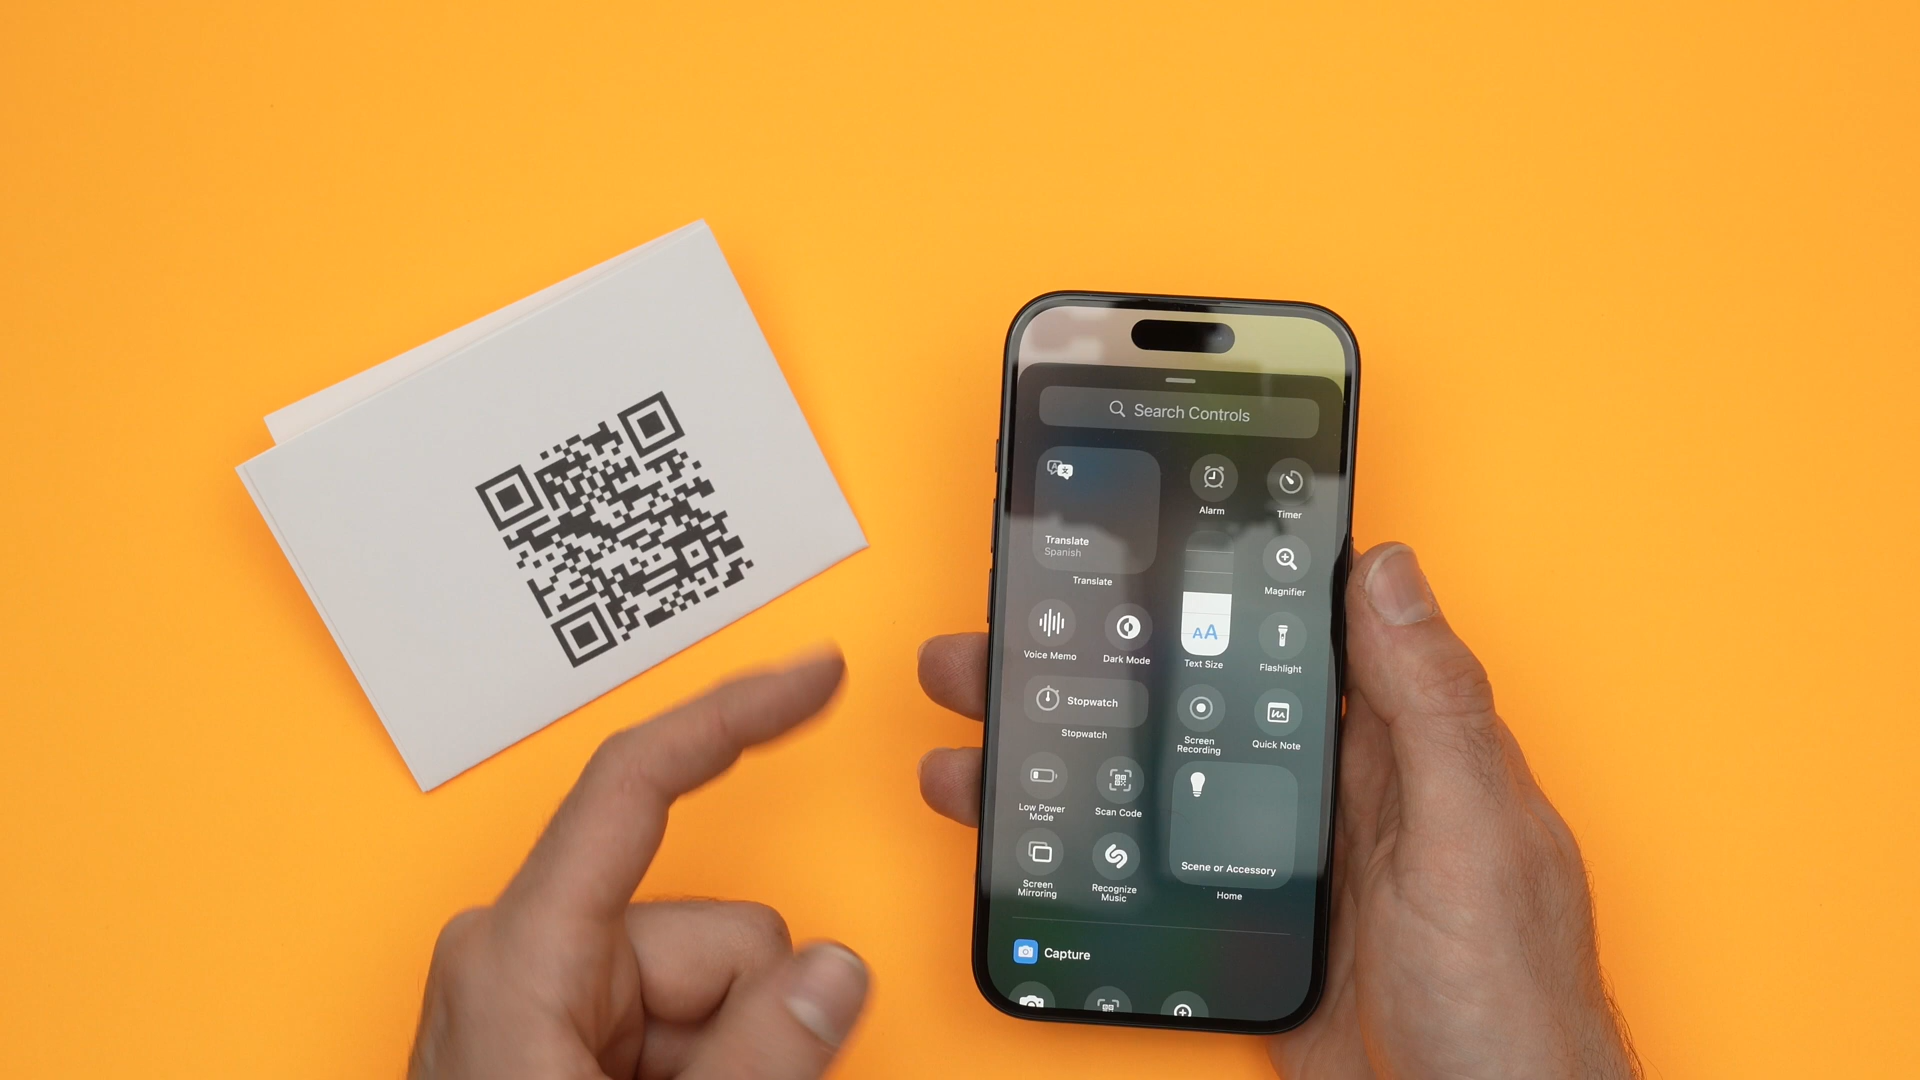 Search Controls
Alarm
Timer
Translate
Spanish
Translate
Magnifier
Voice Memo
Dark Mode
AA
Text Size
Flashlight
Stopwatch
Stopwatch
Screen
Recording
Quick Note
Low Power
Mode
Scan Code
Scene or Accessory
Home
Screen
Mirroring
Recognize
Music
Capture